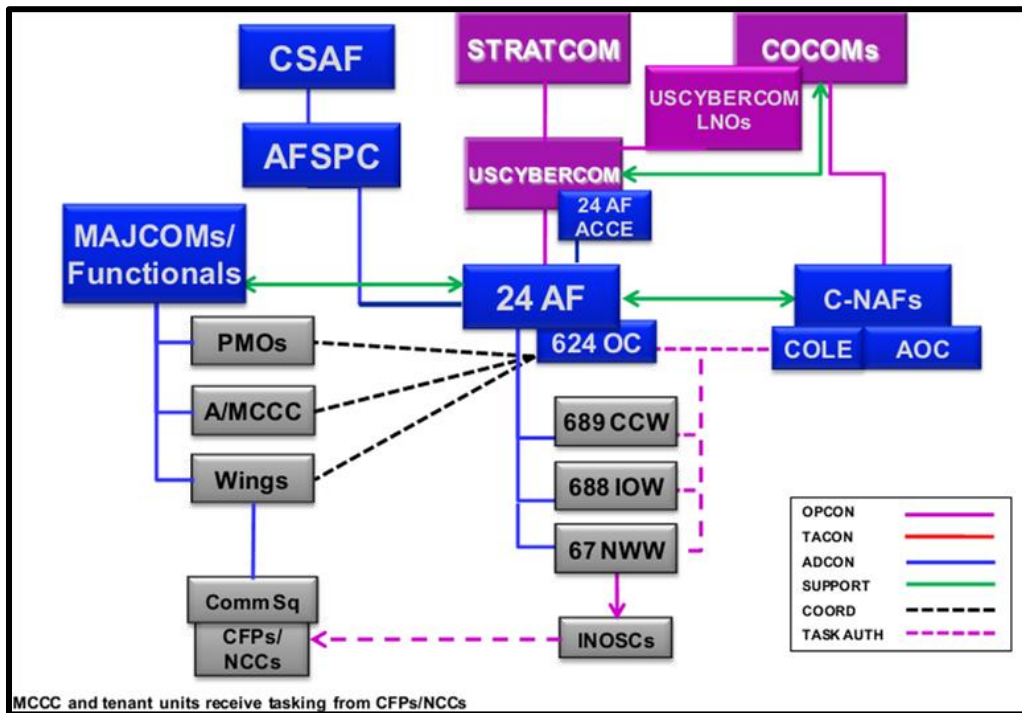 CSAF
STRATCOM
COCOMs
USCYBERCOM
LNOs
AFSPC
USCYBERCOM
24 AF
ACCE
MAJCOMs/
Functionals
24 AF
C-NAFs
624 OC
COLE
AOC
PMOs
A/MCCC
Wings
689 CCW
688 IOW
67 NWW
Comm Sq
CFPs/
NCCs
INOSCs
OPCON
TACON
ADCON
SUPPORT
COORD
TASK AUTH
MCCC and tenant units receive tasking from CFPs/NCCs